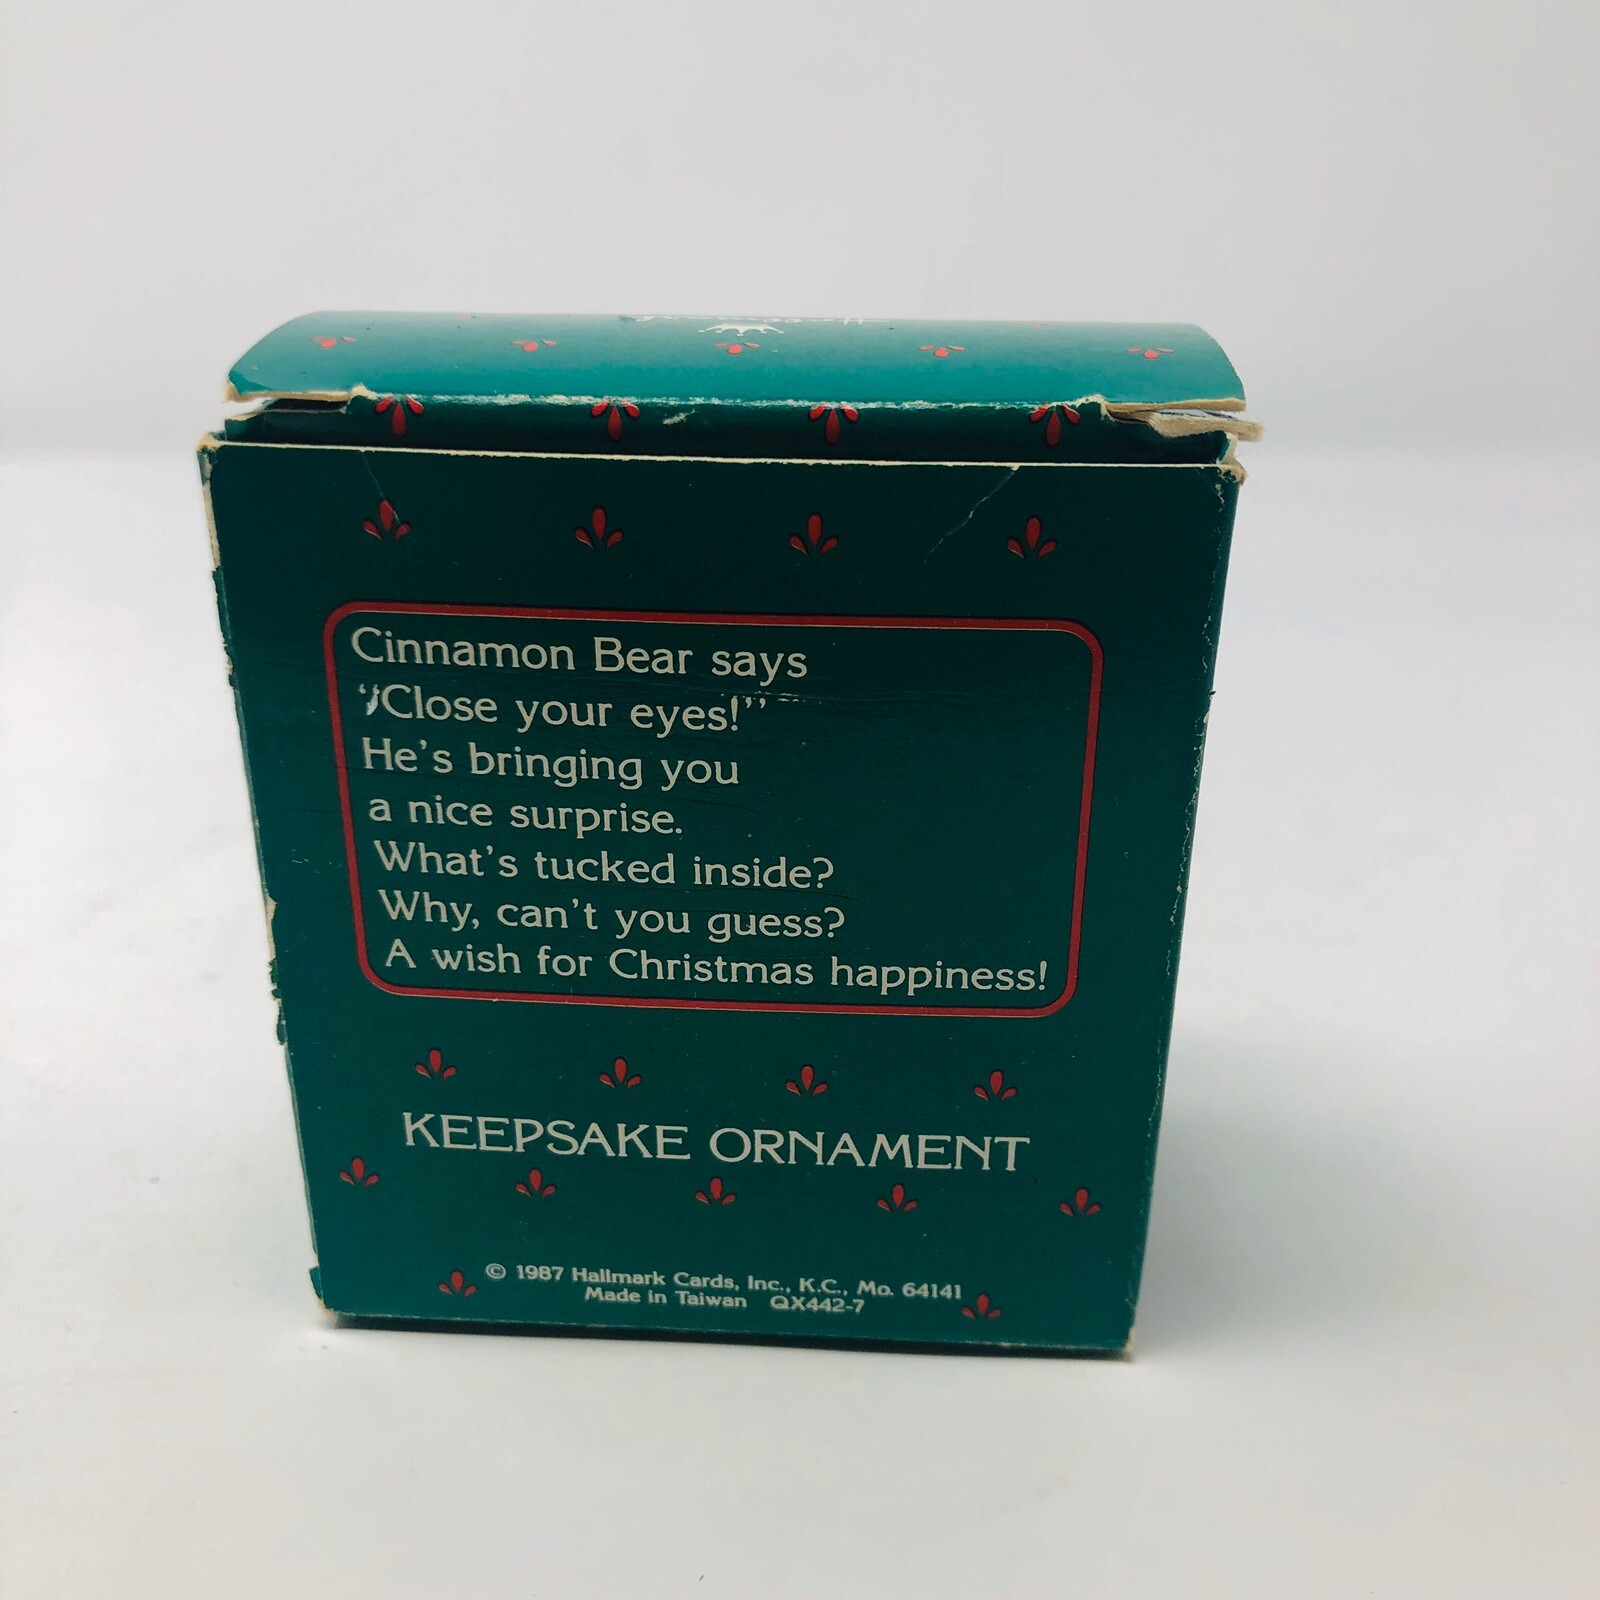 Hallmark
Cinnamon Bear says
“Close your eyes!”
He's bringing you
a nice surprise.
What's tucked inside?
Why, can't you guess?
A wish for Christmas happiness!
KEEPSAKE ORNAMENT
© 1987 Hallmark Cards, Inc., K.C., Mo. 64141
Made in Taiwan QX442-7